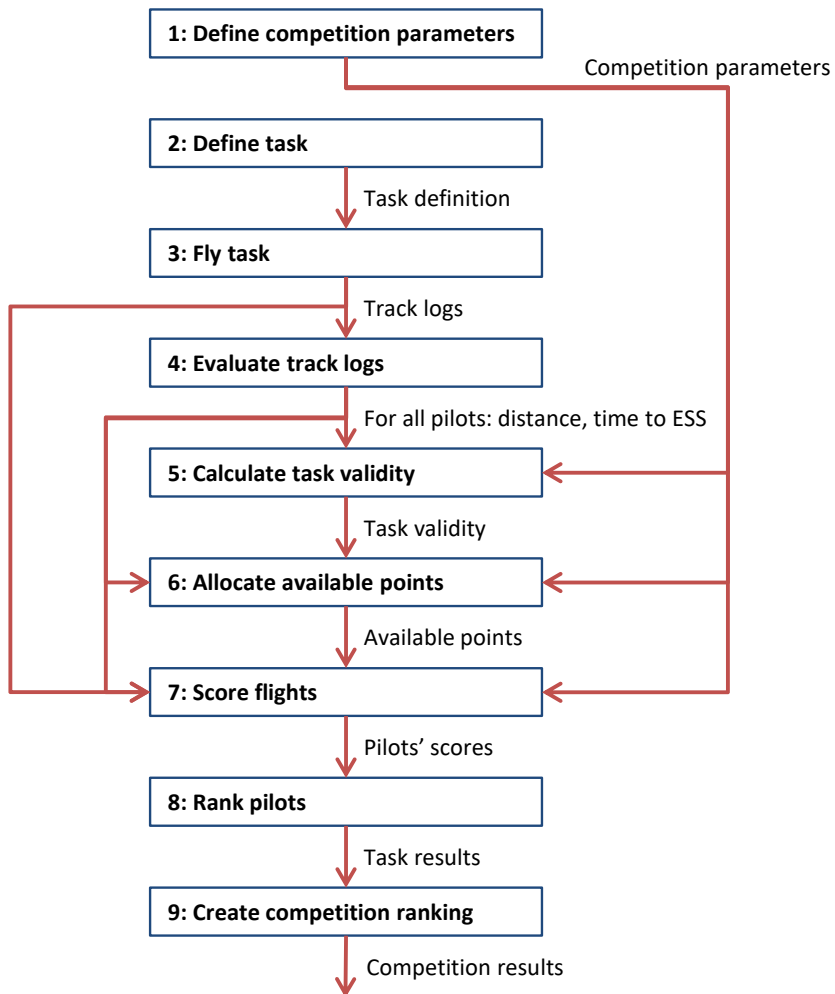 1: Define competition parameters
Competition parameters
2: Define task
Task definition
3: Fly task
Track logs
4: Evaluate track logs
For all pilots: distance, time to ESS
5: Calculate task validity
Task validity
6: Allocate available points
Available points
7: Score flights
Pilots’ scores
8: Rank pilots
Task results
9: Create competition ranking
Competition results